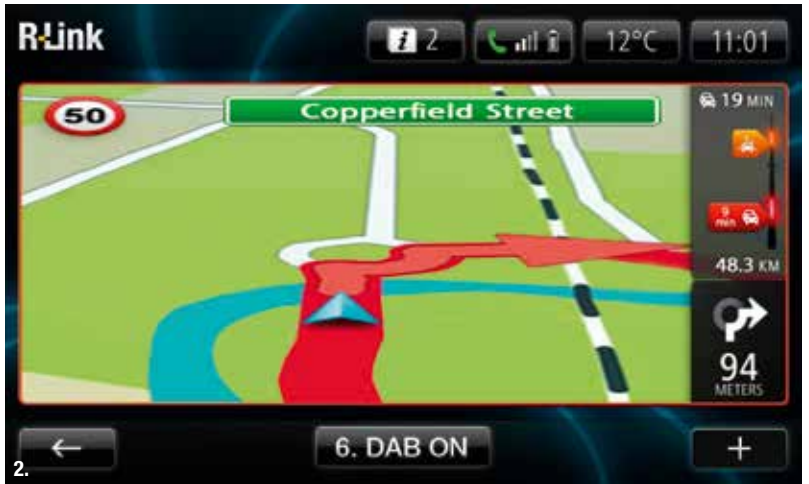 R-Link
2
12°C
11:01
50
Copperfield Street
19 MIN
9
min
48.3 KM
94
METERS
6. DAB ON
+
2.